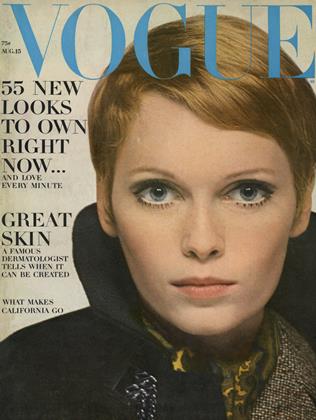 VOGUE
75¢
AUG.15
55 NEW
LOOKS
TO OWN
RIGHT
NOW...
AND LOVE
EVERY MINUTE
GREAT
SKIN
A FAMOUS
DERMATOLOGIST
TELLS WHEN IT
CAN BE CREATED
WHAT MAKES
CALIFORNIA GO